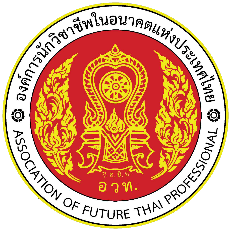 องค์การนักวิชาชีพในอนาคตแห่งประเทศไทย
อวท.
ASSOCIATION OF FUTURE THAI PROFESSIONAL